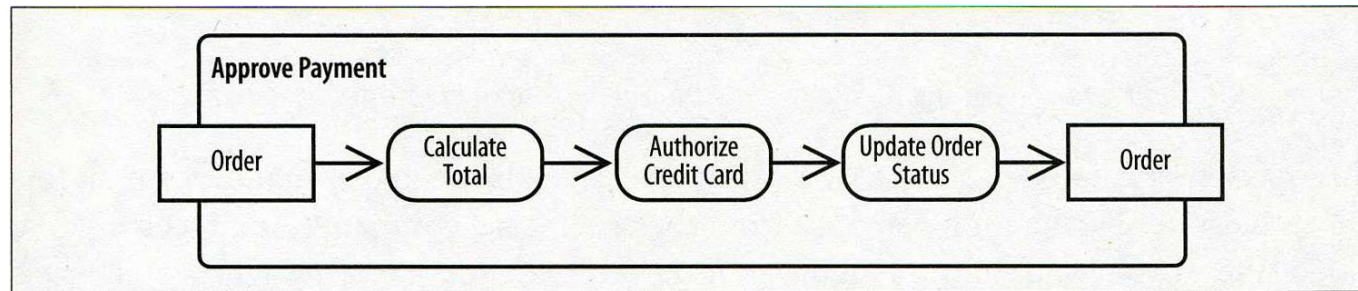 Approve Payment
Order
Calculate
Total
Authorize
Credit Card
Update Order
Status
Order